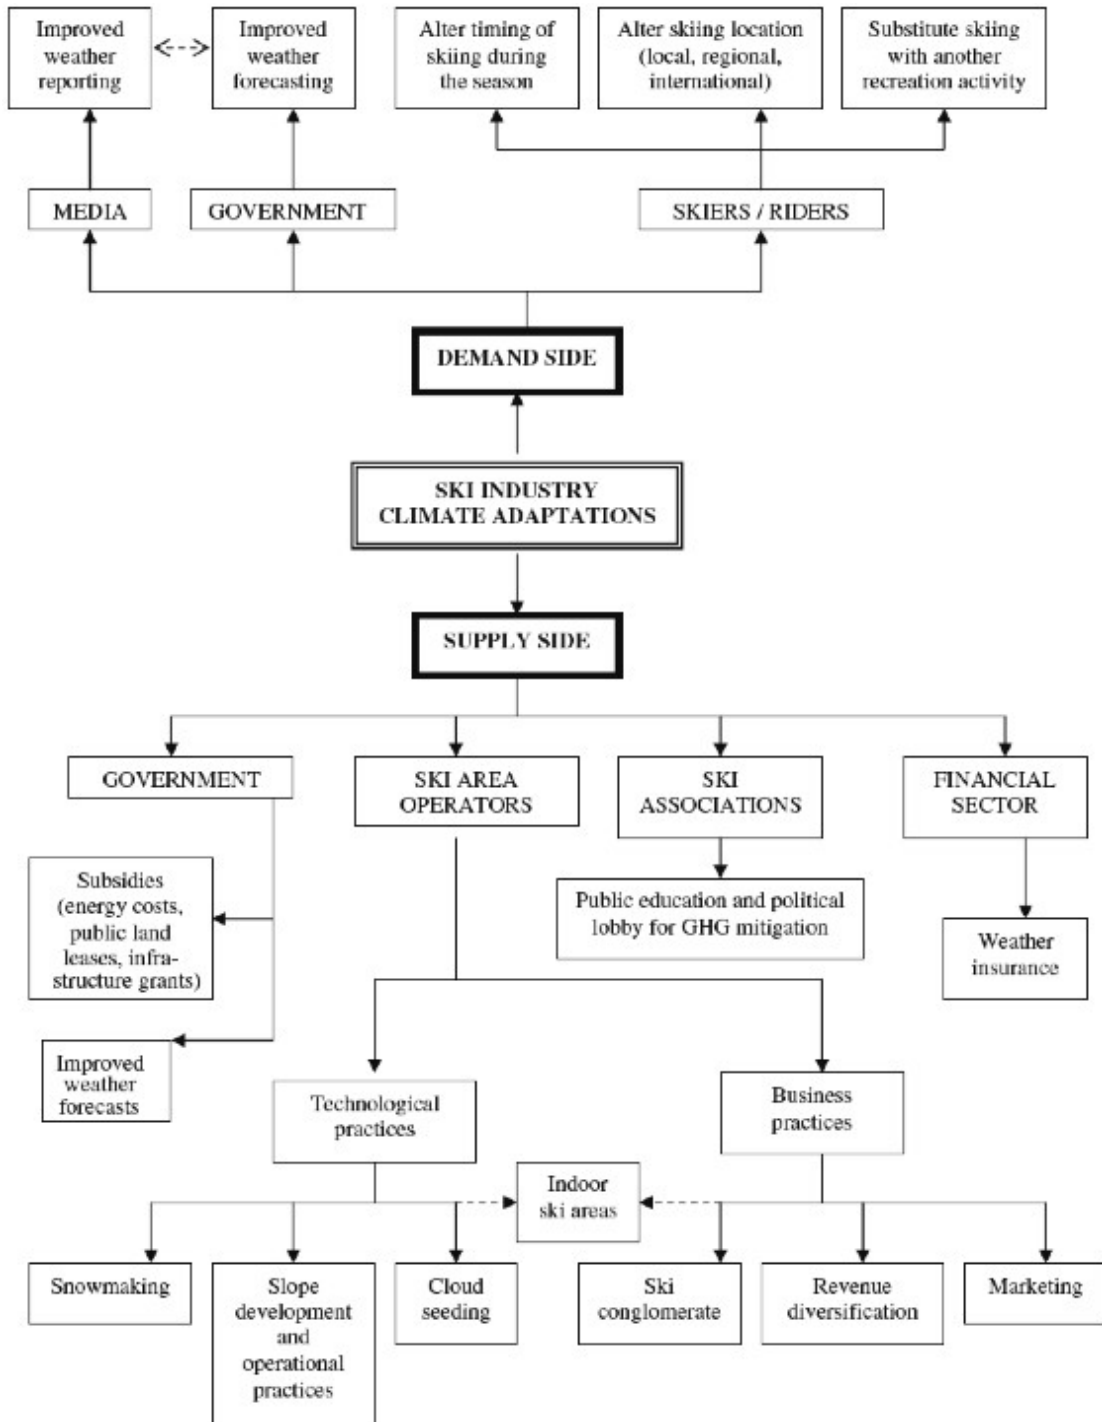 Improved
weather
reporting
Improved
weather
forecasting
Alter timing of
skiing during
the season
Alter skiing location
(local, regional,
international)
Substitute skiing
with another
recreation activity
MEDIA
GOVERNMENT
SKIERS / RIDERS
DEMAND SIDE
SKI INDUSTRY
CLIMATE ADAPTATIONS
SUPPLY SIDE
GOVERNMENT
SKI AREA
OPERATORS
SKI
ASSOCIATIONS
FINANCIAL
SECTOR
Subsidies
(energy costs,
public land
leases, infra-
structure grants)
Public education and political
lobby for GHG mitigation
Weather
insurance
Improved
weather
forecasts
Technological
practices
Business
practices
Indoor
ski areas
Snowmaking
Slope
development
and
operational
practices
Cloud
seeding
Ski
conglomerate
Revenue
diversification
Marketing